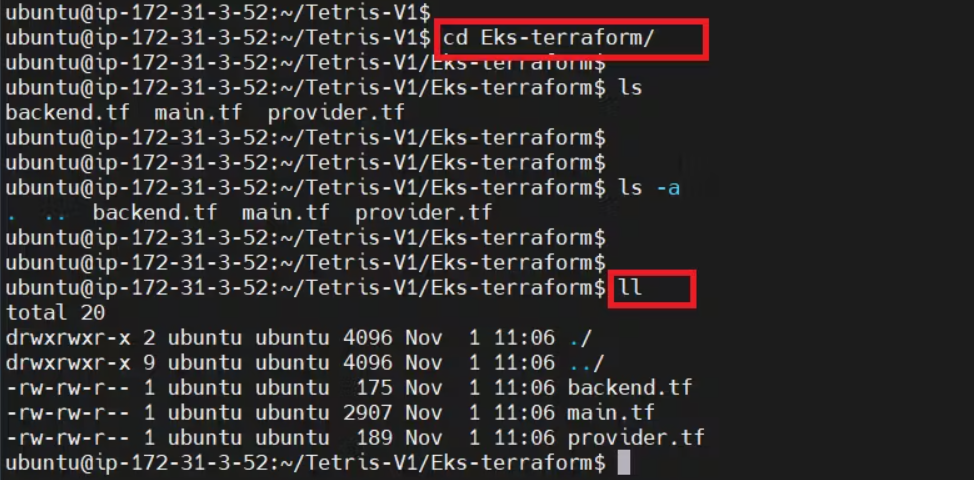 ubuntu@ip-172-31-3-52:~/Tetris-V1$
ubuntu@ip-172-31-3-52:~/Tetris-V1$ cd Eks-terraform/
ubuntu@ip-172-31-3-52:~/Tetris-V1/Eks-terraform$
ubuntu@ip-172-31-3-52:~/Tetris-V1/Eks-terraform$ ls
backend.tf  main.tf  provider.tf
ubuntu@ip-172-31-3-52:~/Tetris-V1/Eks-terraform$
ubuntu@ip-172-31-3-52:~/Tetris-V1/Eks-terraform$
ubuntu@ip-172-31-3-52:~/Tetris-V1/Eks-terraform$ ls -a
.  ..  backend.tf  main.tf  provider.tf
ubuntu@ip-172-31-3-52:~/Tetris-V1/Eks-terraform$
ubuntu@ip-172-31-3-52:~/Tetris-V1/Eks-terraform$
ubuntu@ip-172-31-3-52:~/Tetris-V1/Eks-terraform$ ll
total 20
drwxrwxr-x 2 ubuntu ubuntu 4096 Nov  1 11:06 ./
drwxrwxr-x 9 ubuntu ubuntu 4096 Nov  1 11:06 ../
-rw-rw-r-- 1 ubuntu ubuntu  175 Nov  1 11:06 backend.tf
-rw-rw-r-- 1 ubuntu ubuntu 2907 Nov  1 11:06 main.tf
-rw-rw-r-- 1 ubuntu ubuntu  189 Nov  1 11:06 provider.tf
ubuntu@ip-172-31-3-52:~/Tetris-V1/Eks-terraform$